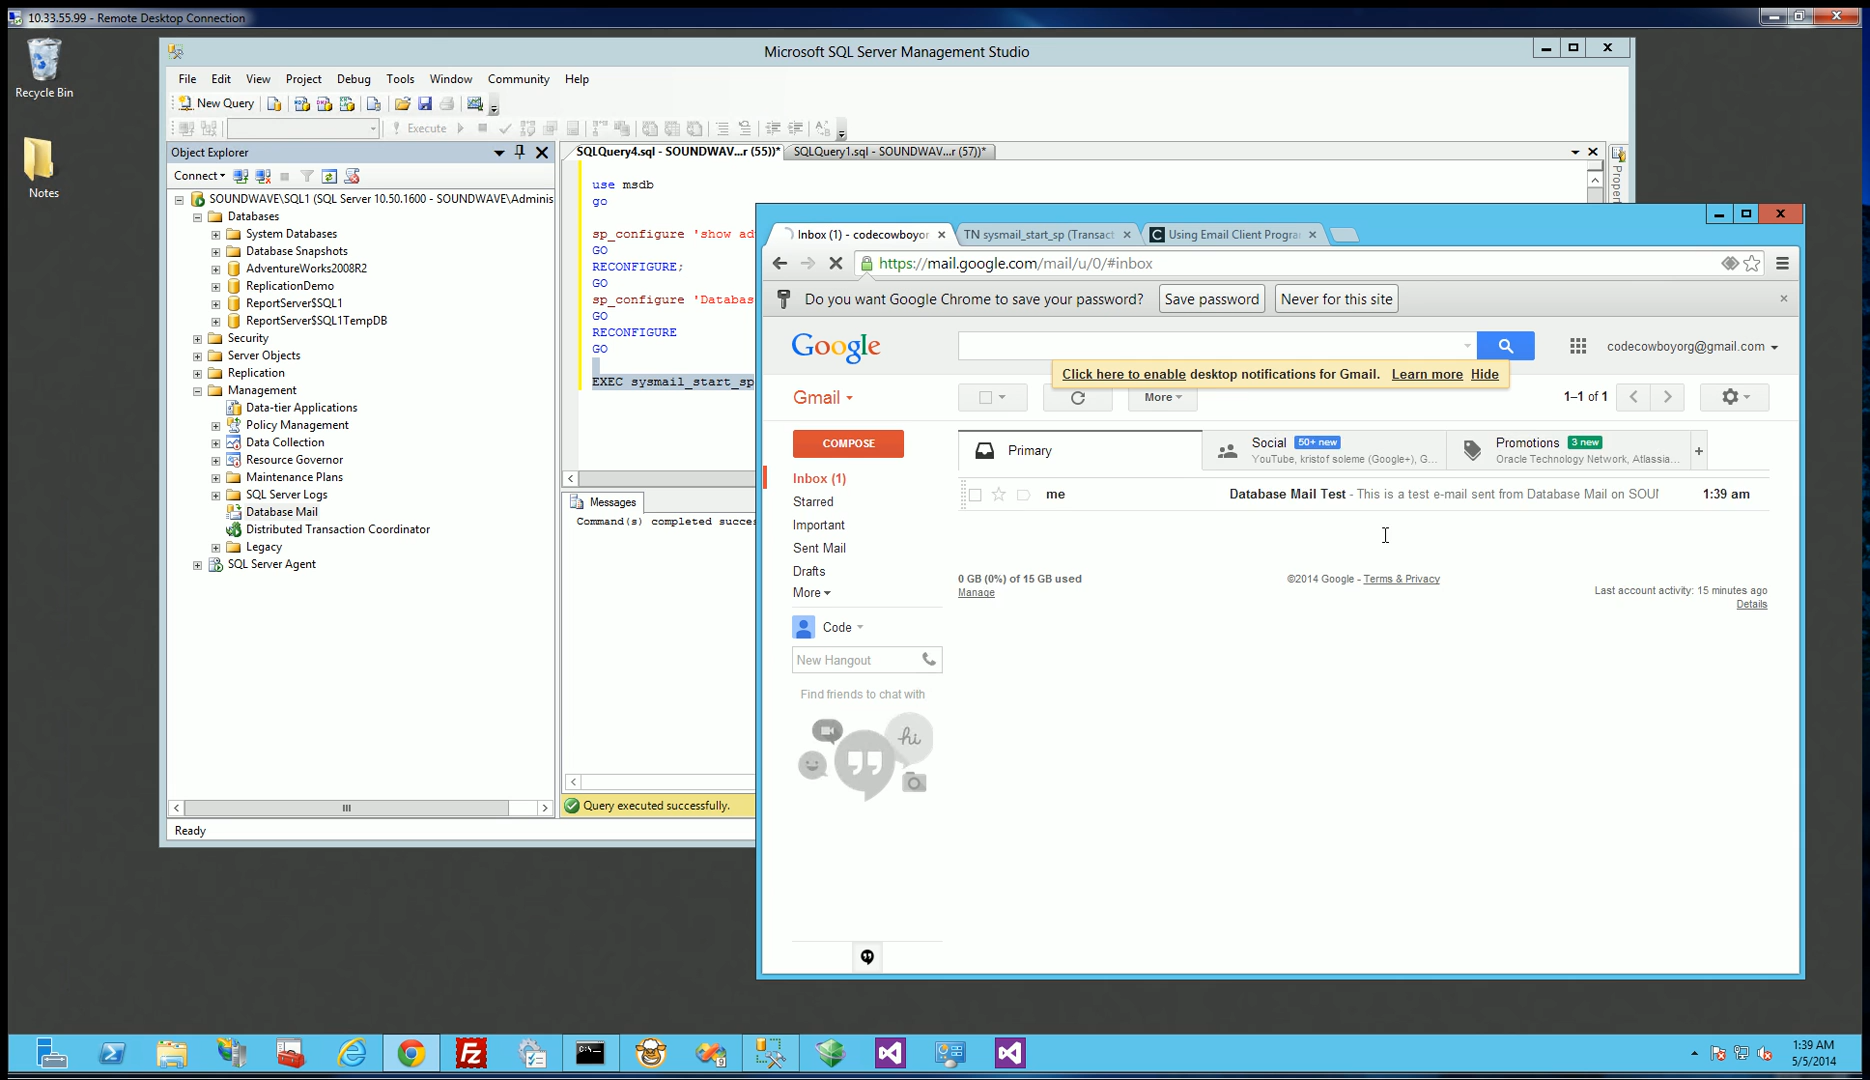 10.33.55.99 - Remote Desktop Connection
Recycle Bin
Notes
Microsoft SQL Server Management Studio
File Edit View Project Debug Tools Window Community Help
New Query
Execute
Object Explorer
Connect
SOUNDWAVE\SQL1 (SQL Server 10.50.1600 - SOUNDWAVE\Adminis
Databases
System Databases
Database Snapshots
AdventureWorks2008R2
ReplicationDemo
ReportServer$SQL1
ReportServer$SQL1TempDB
Security
Server Objects
Replication
Management
Data-tier Applications
Policy Management
Data Collection
Resource Governor
Maintenance Plans
SQL Server Logs
Database Mail
Distributed Transaction Coordinator
Legacy
SQL Server Agent
Ready
SQLQuery4.sql - SOUNDWAV...r (55))* SQLQuery1.sql - SOUNDWAV...r (57))*
Propert
use msdb
go
sp_configure 'show ad
GO
RECONFIGURE;
GO
sp_configure 'Databas
GO
RECONFIGURE
GO
EXEC sysmail_start_sp
Messages
Command(s) completed succes
Query executed successfully.
Inbox (1) - codecowboyor TN sysmail_start_sp (Transact Using Email Client Progra
https://mail.google.com/mail/u/0/#inbox
Do you want Google Chrome to save your password? Save password Never for this site
Google
codecowboyorg@gmail.com
Click here to enable desktop notifications for Gmail. Learn more Hide
Gmail
More
1–1 of 1
COMPOSE
Inbox (1)
Starred
Important
Sent Mail
Drafts
More
Code
New Hangout
Find friends to chat with
hi
Primary
Social 50+ new
YouTube, kristof soleme (Google+), G...
Promotions 3 new
Oracle Technology Network, Atlassia...
+
me Database Mail Test - This is a test e-mail sent from Database Mail on SOUN 1:39 am
0 GB (0%) of 15 GB used
Manage
©2014 Google - Terms & Privacy
Last account activity: 15 minutes ago
Details
1:39 AM
5/5/2014